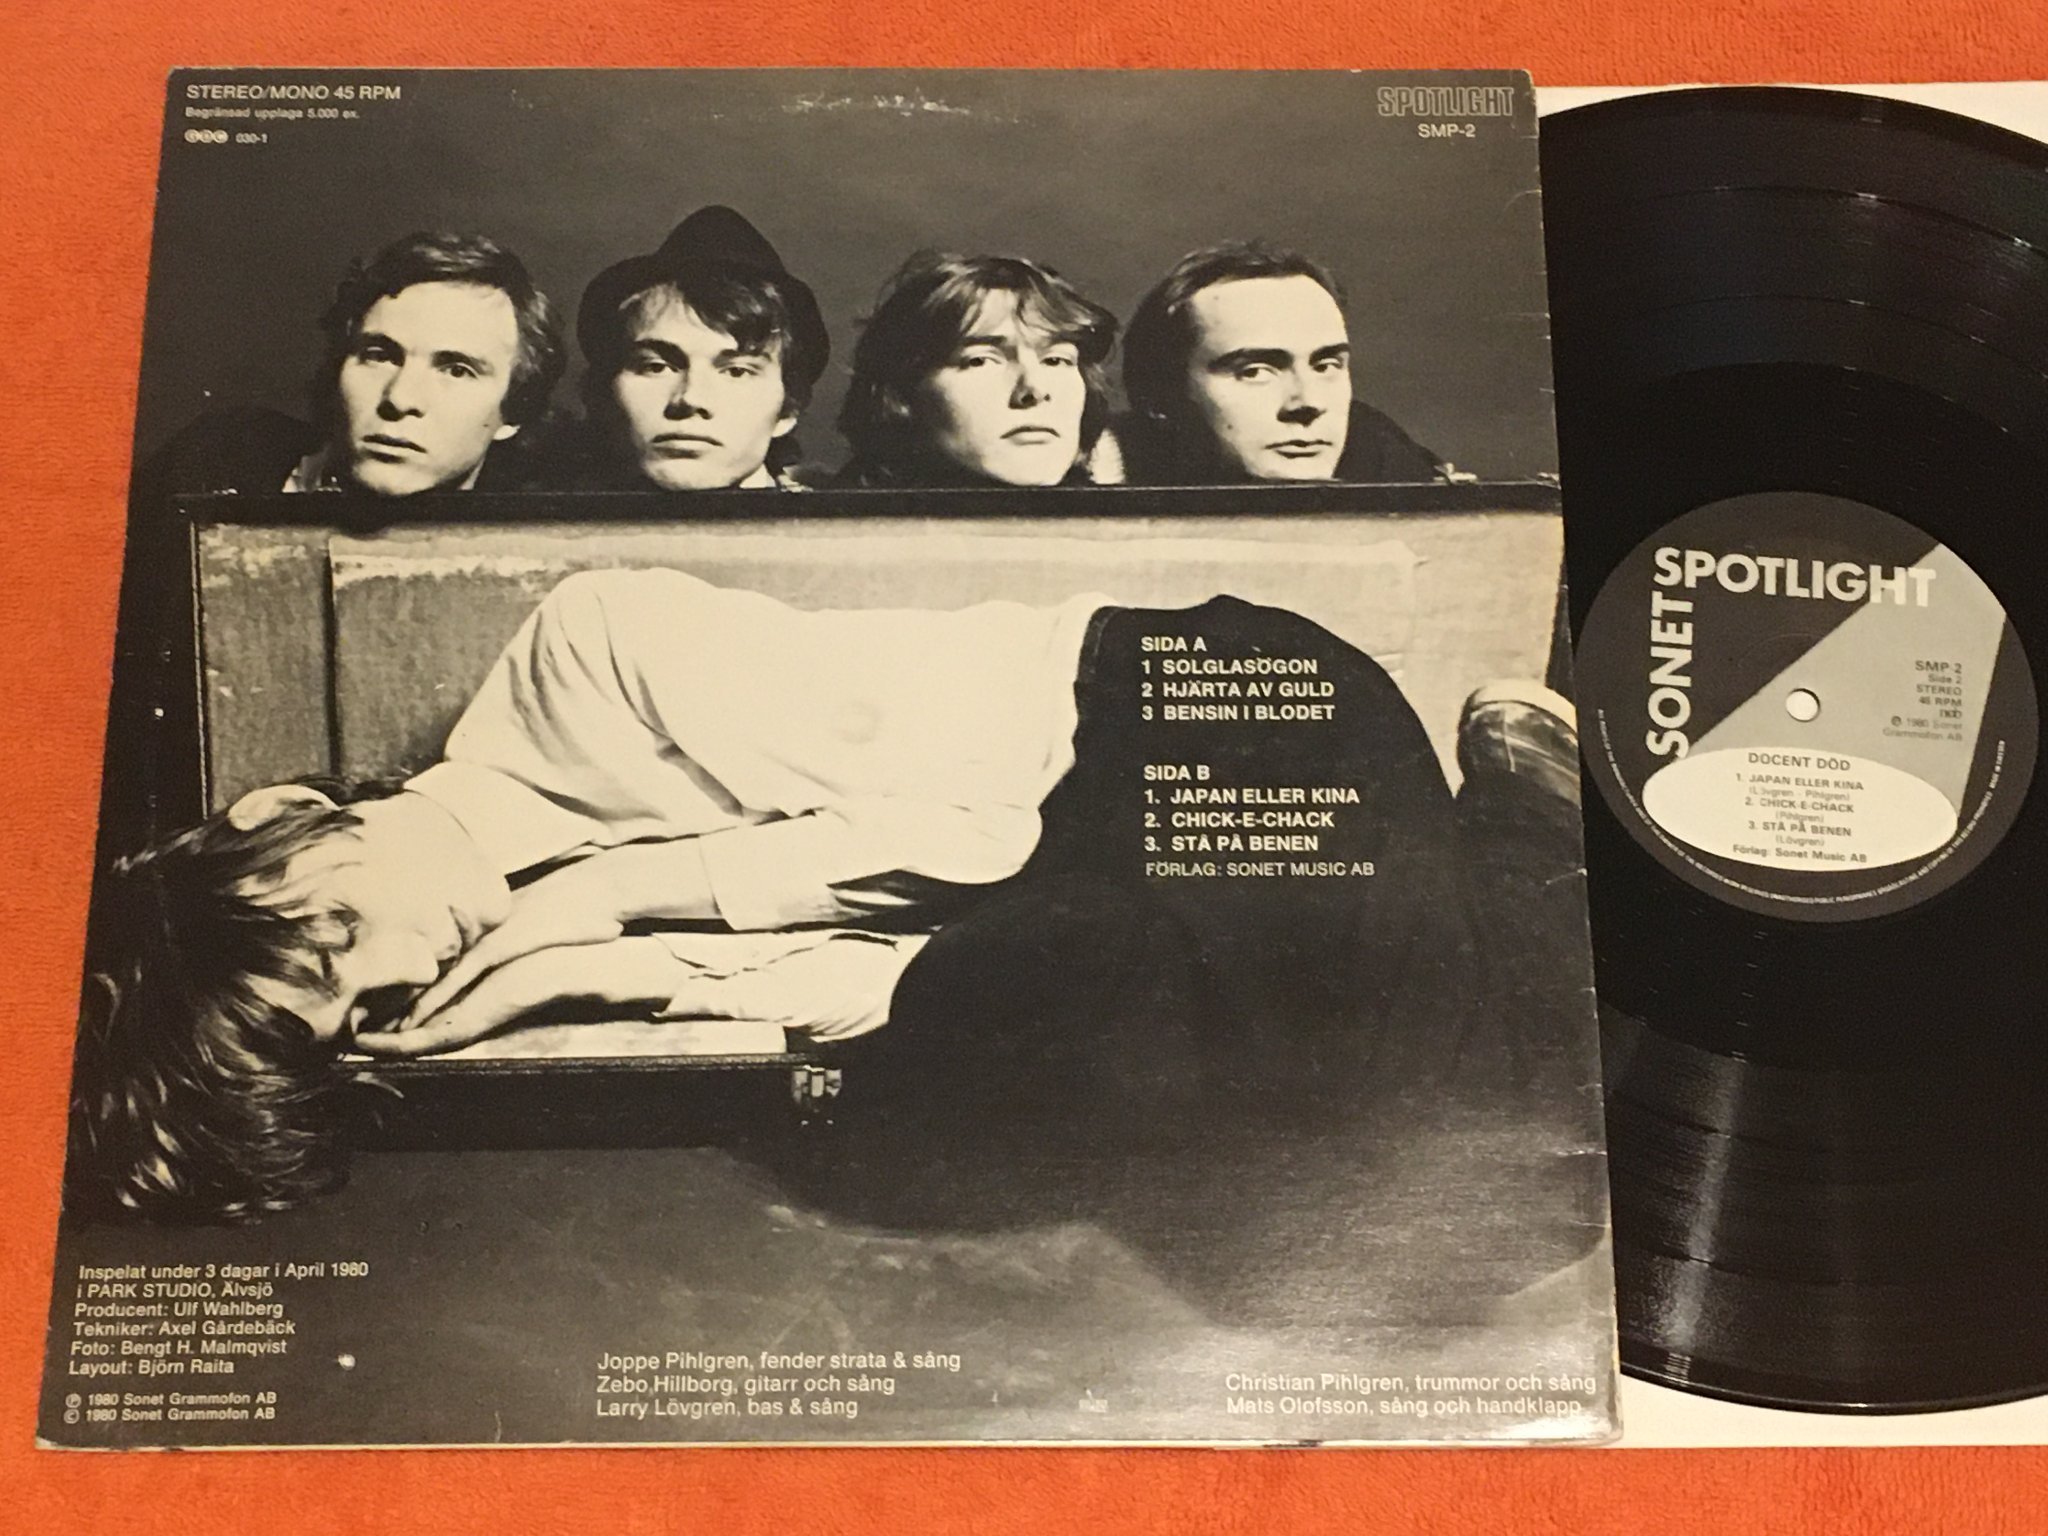 STEREO/MONO 45 RPM
Begränsad upplaga 5.000 ex.
GDC 030-1
SPOTLIGHT
SMP-2
SIDA A
1 SOLGLASÖGON
2 HJÄRTA AV GULD
3 BENSIN I BLODET
SIDA B
1. JAPAN ELLER KINA
2. CHICK-E-CHACK
3. STÅ PÅ BENEN
FÖRLAG: SONET MUSIC AB
Inspelat under 3 dagar i April 1980
i PARK STUDIO, Älvsjö
Producent: Ulf Wahlberg
Tekniker: Axel Gårdebäck
Foto: Bengt H. Malmqvist
Layout: Björn Raita
℗ 1980 Sonet Grammofon AB
© 1980 Sonet Grammofon AB
Joppe Pihlgren, fender strata & sång
Zebo Hillborg, gitarr och sång
Larry Lövgren, bas & sång
Christian Pihlgren, trummor och sång
Mats Olofsson, sång och handklapp
SONET
SPOTLIGHT
SMP-2
Side 2
STEREO
45 RPM
℗ 1980 Sonet
Grammofon AB
DOCENT DÖD
1. JAPAN ELLER KINA
(Lövgren - Pihlgren)
2. CHICK-E-CHACK
(Pihlgren)
3. STÅ PÅ BENEN
(Lövgren)
Förlag: Sonet Music AB